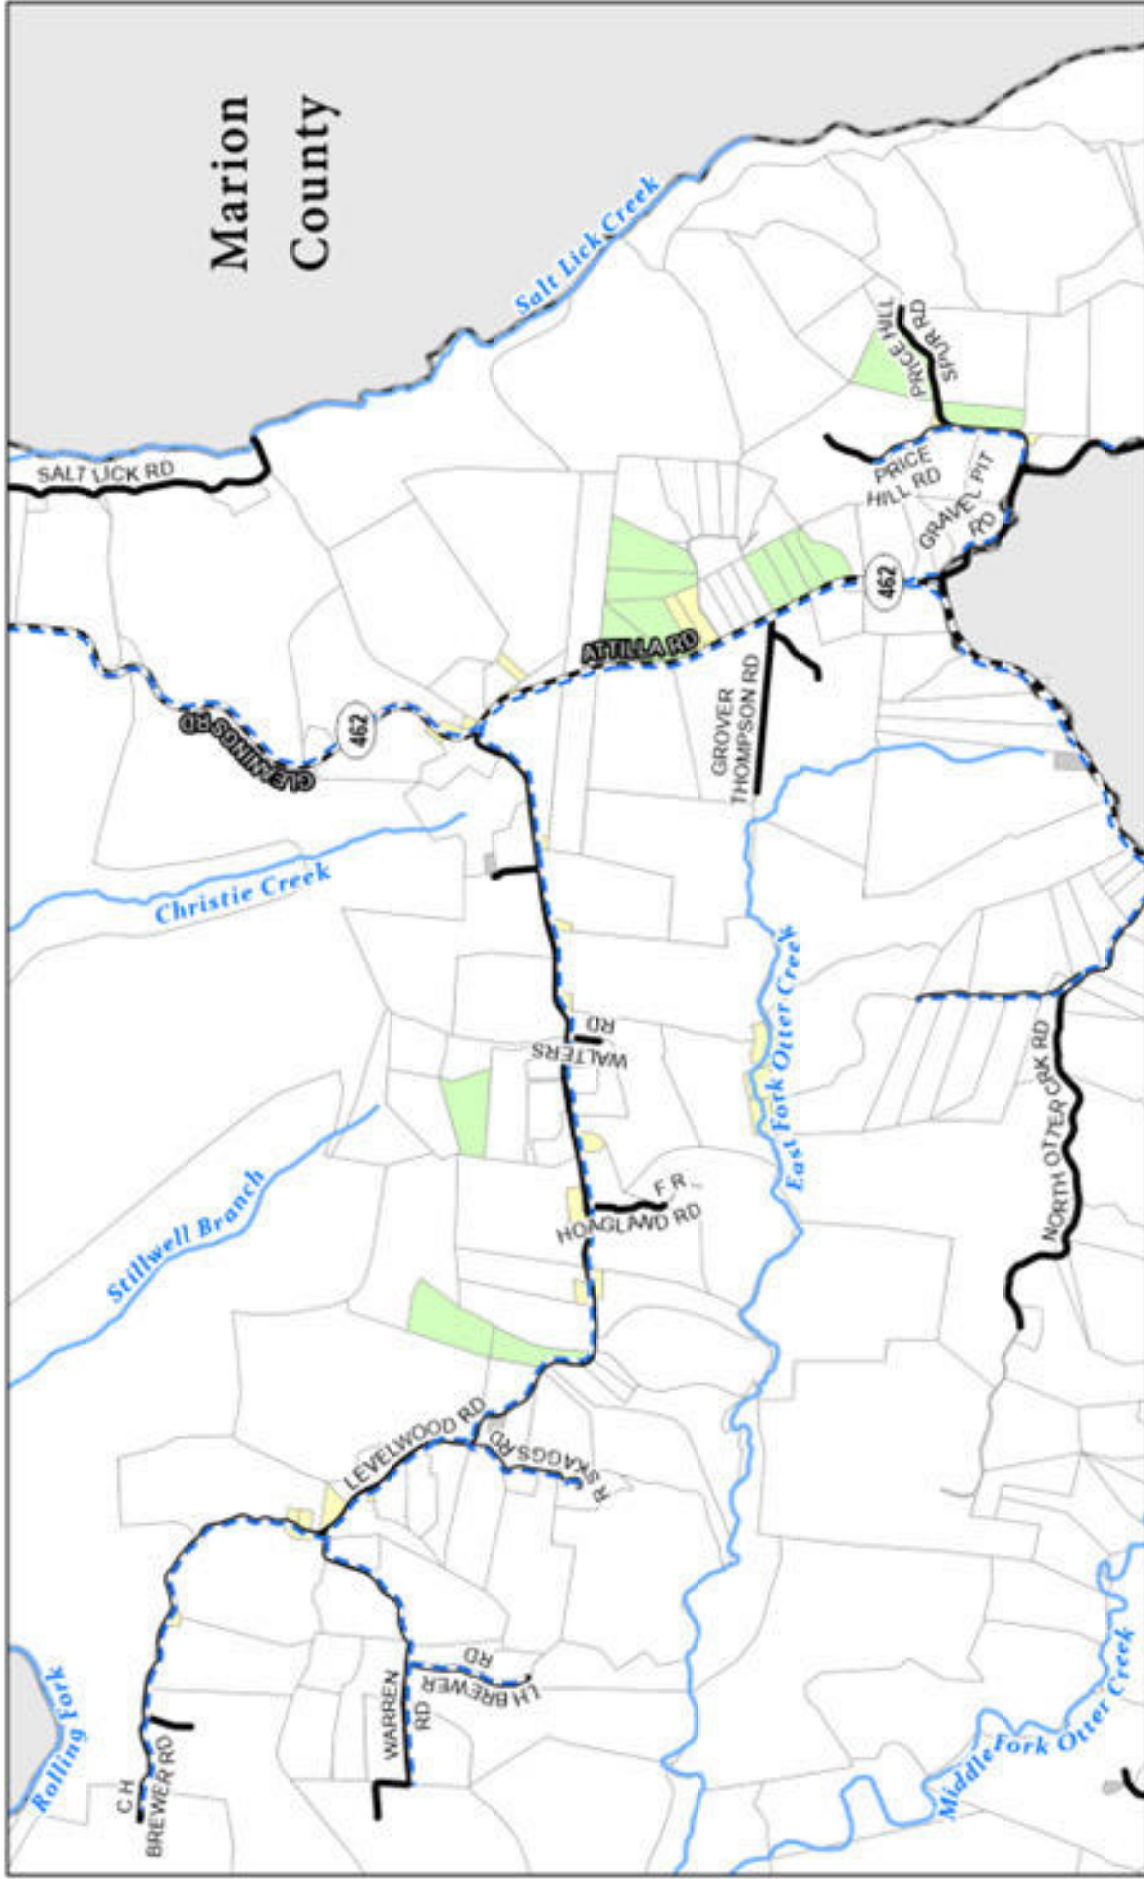 Marion
County
Salt Lick Creek
SALT LICK RD
PRICE HILL
SPUR RD
PRICE
HILL RD
GRAVEL PIT
RD
462
ATTILLA RD
GLEANINGS RD
462
GROVER
THOMPSON RD
Christie Creek
WALTERS
RD
East Fork Otter Creek
Stillwell Branch
F R
HOAGLAND RD
NORTH OTTER CRK RD
LEVELWOOD RD
R SKAGGS RD
LH BREWER
RD
WARREN
RD
C H
BREWER RD
Rolling Fork
Middle Fork Otter Creek